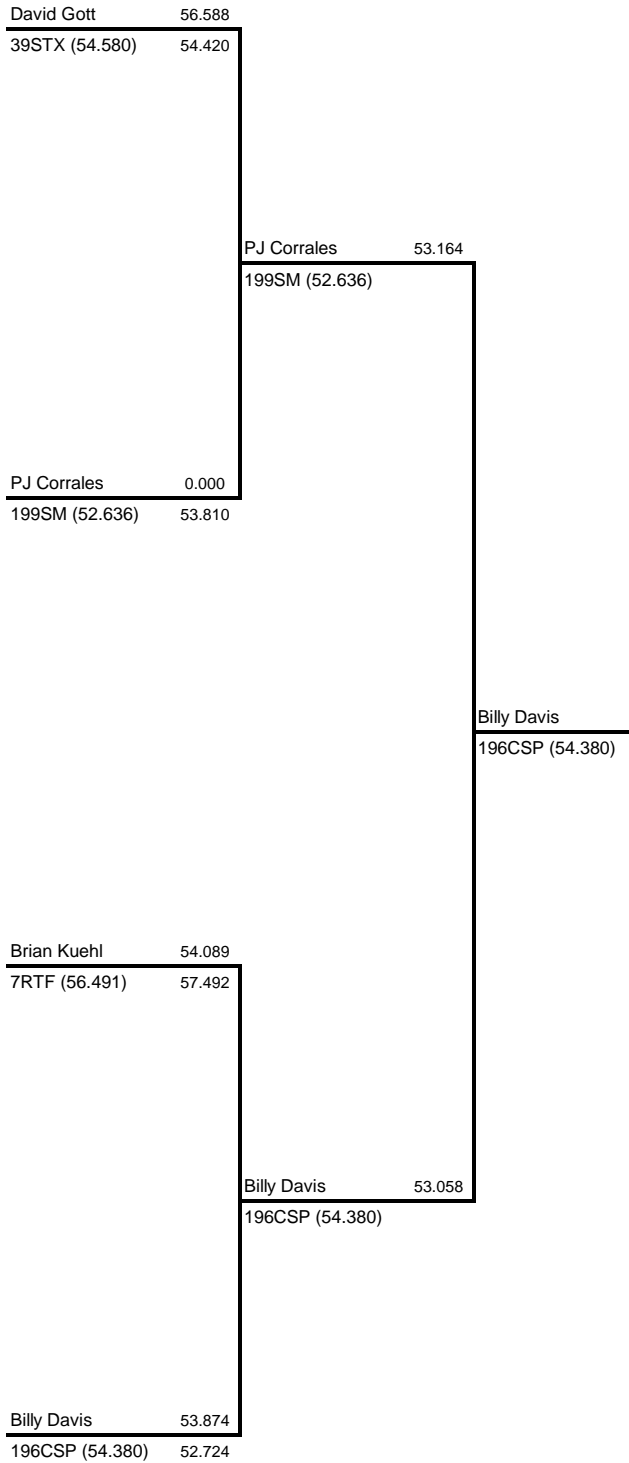 David Gott 56.588
39STX (54.580) 54.420
PJ Corrales 53.164
199SM (52.636)
PJ Corrales 0.000
199SM (52.636) 53.810
Billy Davis
196CSP (54.380)
Brian Kuehl 54.089
7RTF (56.491) 57.492
Billy Davis 53.058
196CSP (54.380)
Billy Davis 53.874
196CSP (54.380) 52.724